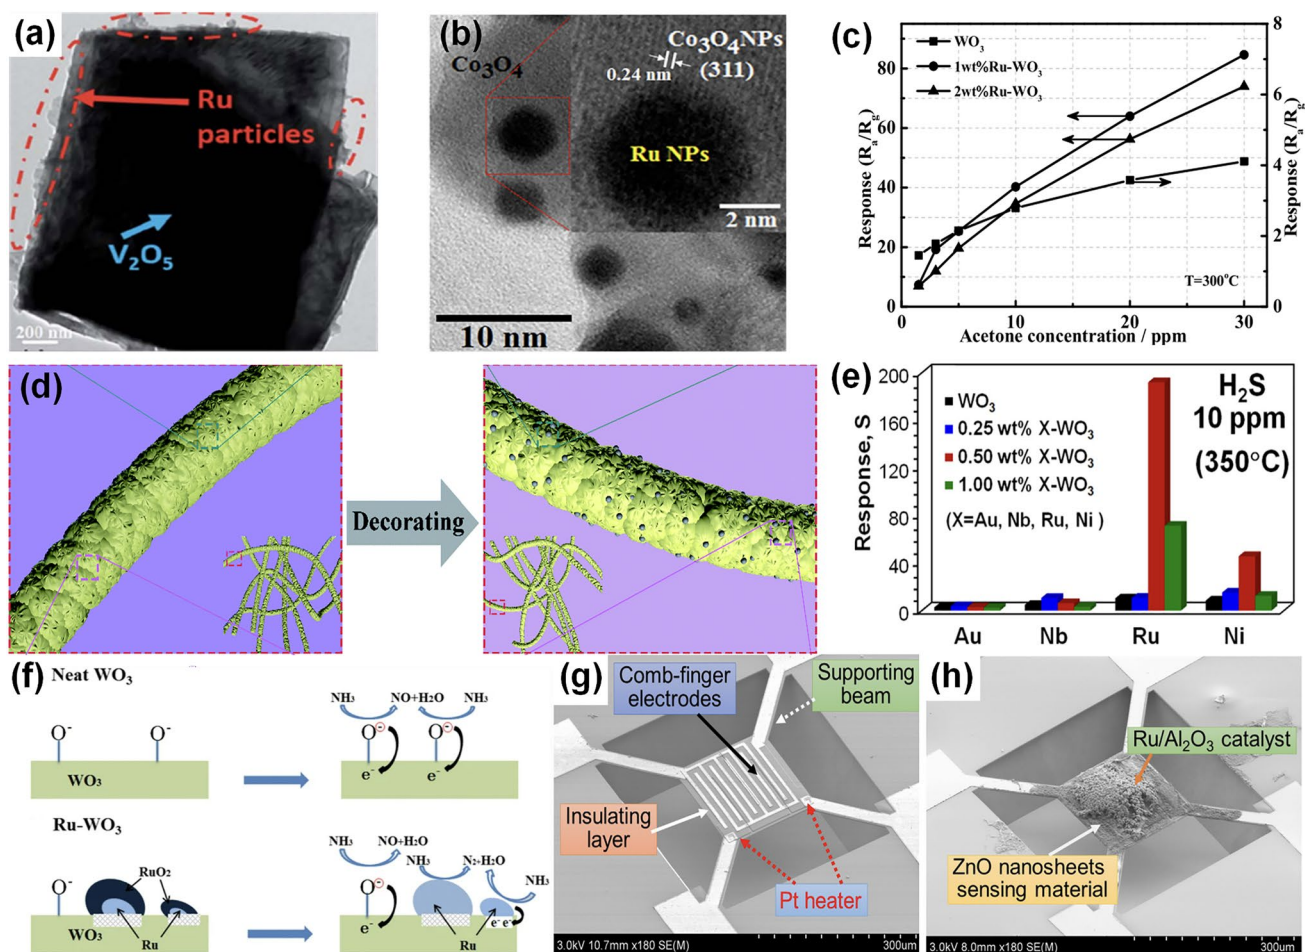 (a)
Ru
particles
V₂O₅
200 nm
(b)
Co₃O₄
Co₃O₄NPs
0.24 nm
(311)
Ru NPs
2 nm
10 nm
(c)
WO₃
1wt%Ru-WO₃
2wt%Ru-WO₃
Response (Rₐ/R₉)
80
60
40
20
0
8
6
4
2
0
Response (Rₐ/R₉)
T=300°C
0 10 20 30
Acetone concentration / ppm
(d)
Decorating
(e)
H₂S
10 ppm
(350°C)
WO₃
0.25 wt% X-WO₃
0.50 wt% X-WO₃
1.00 wt% X-WO₃
(X=Au, Nb, Ru, Ni )
Response, S
200
160
120
80
40
0
Au Nb Ru Ni
(f)
Neat WO₃
O⁻ O⁻
WO₃
NH₃ NO+H₂O NH₃
O⊖ O⊖
e⁻ e⁻
Ru-WO₃
O⁻ RuO₂
WO₃ Ru
NH₃ NO+H₂O
NH₃ N₂+H₂O
NH₃
O⊖
e⁻ Ru e⁻ e⁻
(g)
Comb-finger
electrodes
Supporting
beam
Insulating
layer
Pt heater
3.0kV 10.7mm x180 SE(M) 300um
(h)
Ru/Al₂O₃ catalyst
ZnO nanosheets
sensing material
3.0kV 8.0mm x180 SE(M) 300um